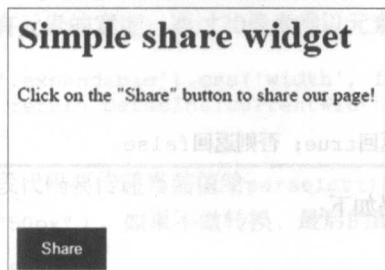 Simple share widget
Click on the "Share" button to share our page!
Share